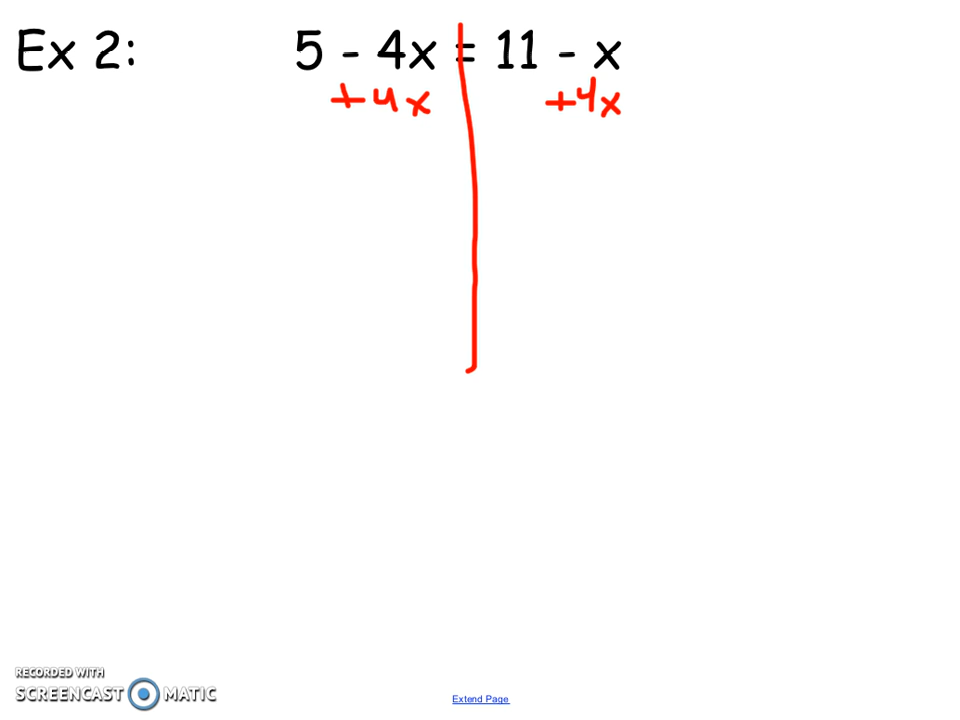 Ex 2: 5 - 4x = 11 - x
+4x +4x
RECORDED WITH
SCREENCAST MATIC
Extend Page